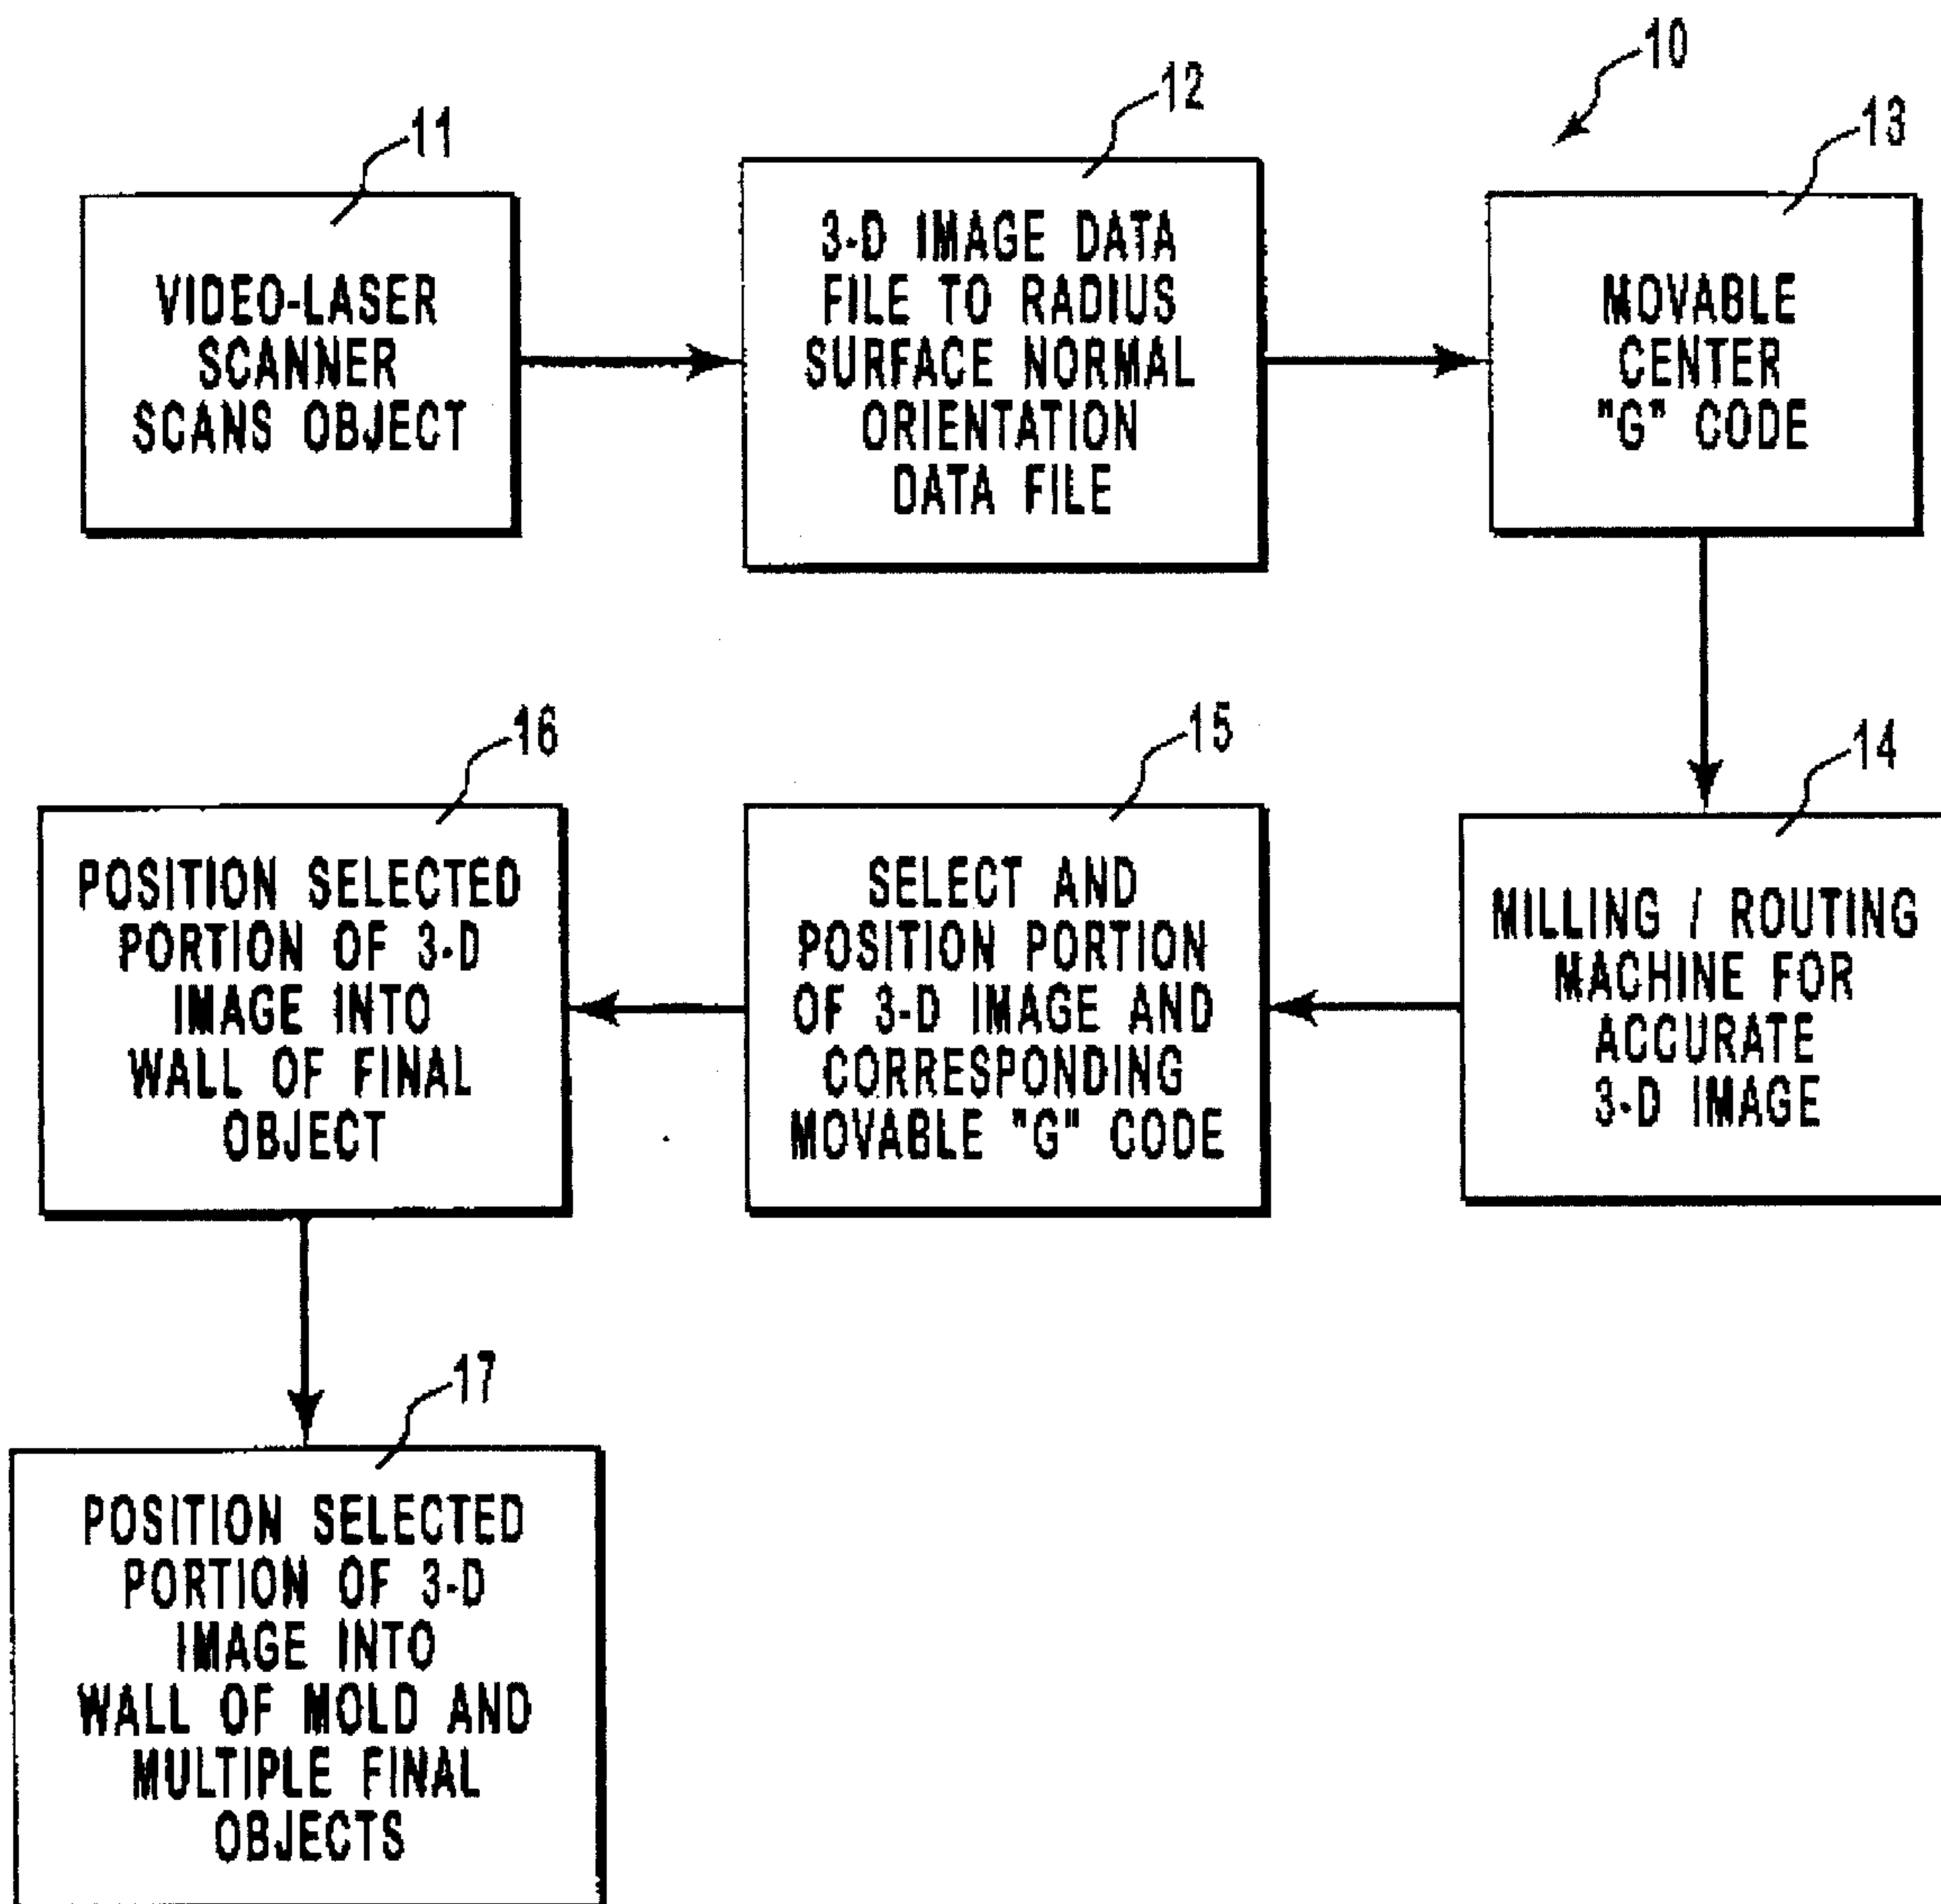 10
11
VIDEO-LASER
SCANNER
SCANS OBJECT
12
3-D IMAGE DATA
FILE TO RADIUS
SURFACE NORMAL
ORIENTATION
DATA FILE
13
MOVABLE
CENTER
"G" CODE
14
MILLING / ROUTING
MACHINE FOR
ACCURATE
3-D IMAGE
15
SELECT AND
POSITION PORTION
OF 3-D IMAGE AND
CORRESPONDING
MOVABLE "G" CODE
16
POSITION SELECTED
PORTION OF 3-D
IMAGE INTO
WALL OF FINAL
OBJECT
17
POSITION SELECTED
PORTION OF 3-D
IMAGE INTO
WALL OF MOLD AND
MULTIPLE FINAL
OBJECTS